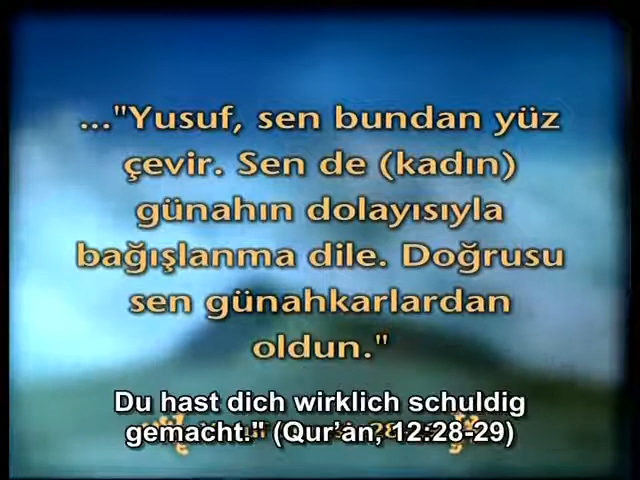 ..."Yusuf, sen bundan yüz
çevir. Sen de (kadın)
günahın dolayısıyla
bağışlanma dile. Doğrusu
sen günahkarlardan
oldun."
Du hast dich wirklich schuldig
gemacht." (Qur’àn, 12:28-29)